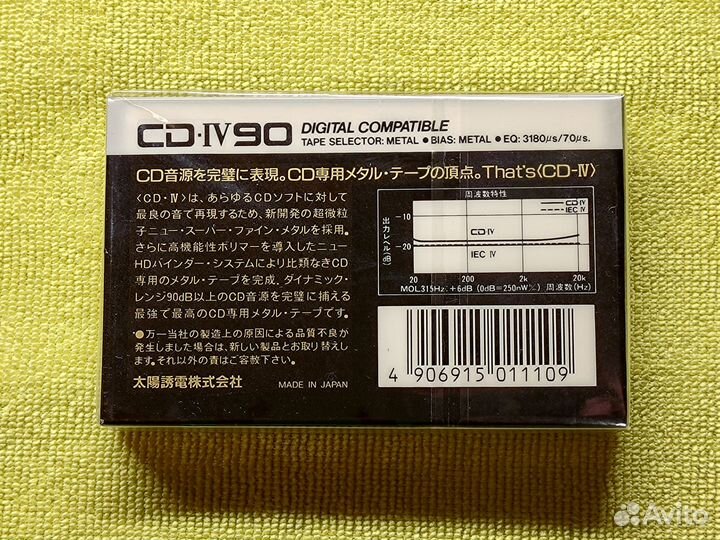 CD·IV90 DIGITAL COMPATIBLE
TAPE SELECTOR: METAL ● BIAS: METAL ● EQ: 3180μs/70μs.
CD音源を完璧に表現。CD専用メタル・テープの頂点。That's〈CD-IV〉
〈CD・IV〉は、あらゆるCDソフトに対して
最良の音で再現するため、新開発の超微粒
子ニュー・スーパー・ファイン・メタルを採用。
さらに高機能性ポリマーを導入したニュー
HDバインダー・システムにより比類なきCD
専用のメタル・テープを完成。ダイナミック・
レンジ90dB以上のCD音源を完璧に捕える
最強で最高のCD専用メタル・テープです。
●万一当社の製造上の原因による品質不良が
発生しました場合は、新しい製品とお取り替えし
ます。それ以外の責はご容赦下さい。
太陽誘電株式会社 MADE IN JAPAN
周波数特性
CD·IV
IEC IV
出力レベル(dB)
-10
CD·IV
-20
IEC IV
20 200 2k 20k
MOL315Hz: +6dB (0dB=250nW/m) 周波数(Hz)
4 906915 011109
Avito